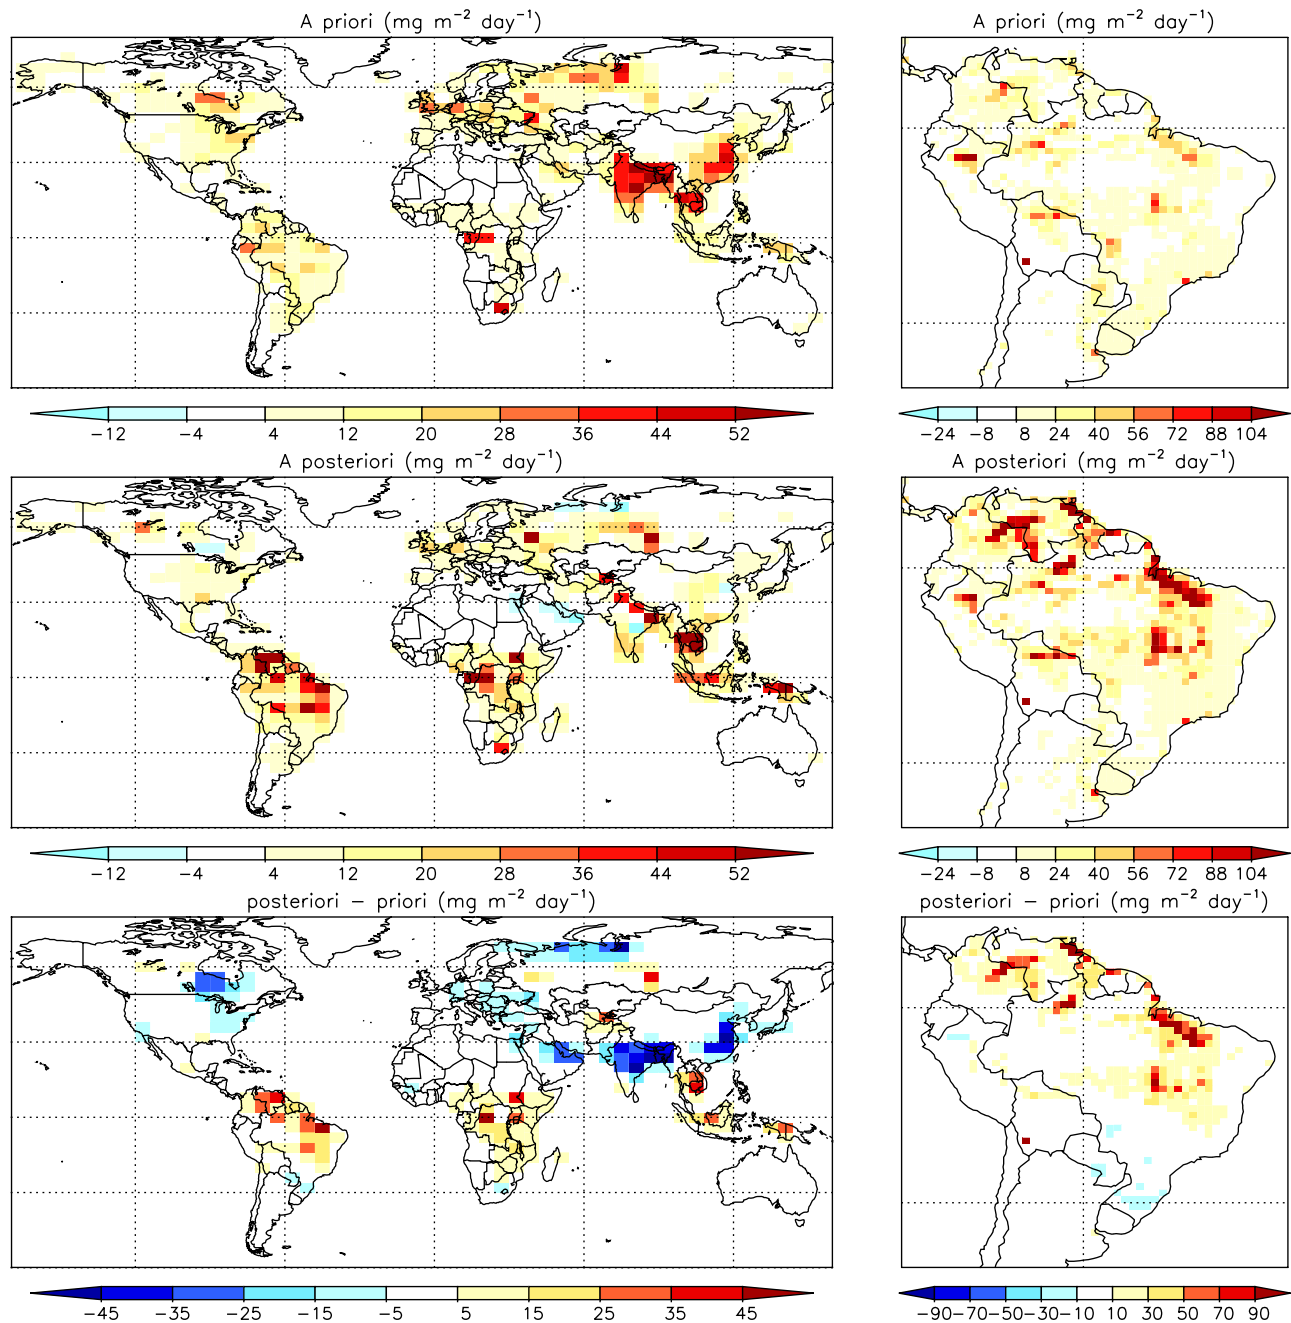 A priori (mg m⁻² day⁻¹)
A priori (mg m⁻² day⁻¹)
−12 −4 4 12 20 28 36 44 52
−24 −8 8 24 40 56 72 88 104
A posteriori (mg m⁻² day⁻¹)
A posteriori (mg m⁻² day⁻¹)
−12 −4 4 12 20 28 36 44 52
−24 −8 8 24 40 56 72 88 104
posteriori − priori (mg m⁻² day⁻¹)
posteriori − priori (mg m⁻² day⁻¹)
−45 −35 −25 −15 −5 5 15 25 35 45
−90 −70 −50 −30 −10 10 30 50 70 90